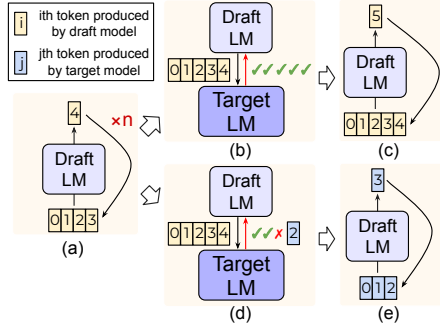 i ith token produced
by draft model
j jth token produced
by target model
4
×n
Draft
LM
0 1 2 3
(a)
Draft
LM
0 1 2 3 4 ✓✓✓✓✓
Target
LM
(b)
5
Draft
LM
0 1 2 3 4
(c)
Draft
LM
0 1 2 3 4 ✓✓✗ 2
Target
LM
(d)
3
Draft
LM
0 1 2
(e)